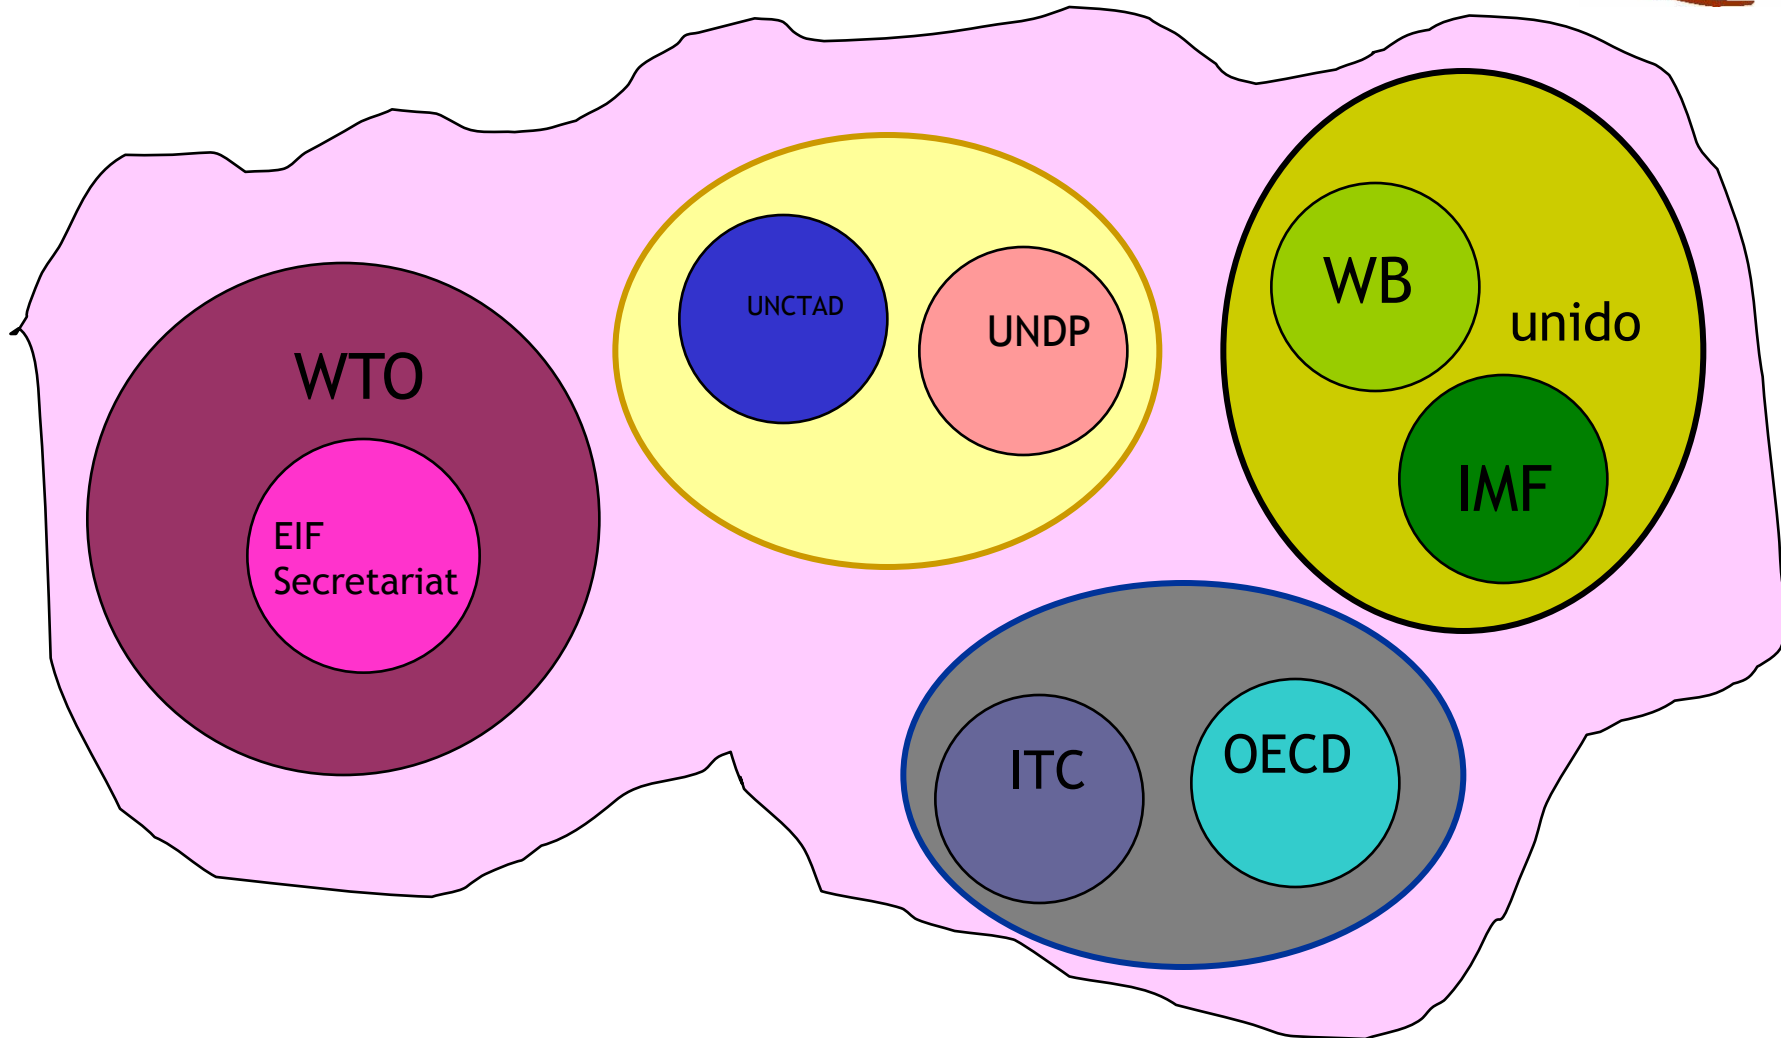 WTO
EIF
Secretariat
UNCTAD
UNDP
WB
unido
IMF
ITC
OECD